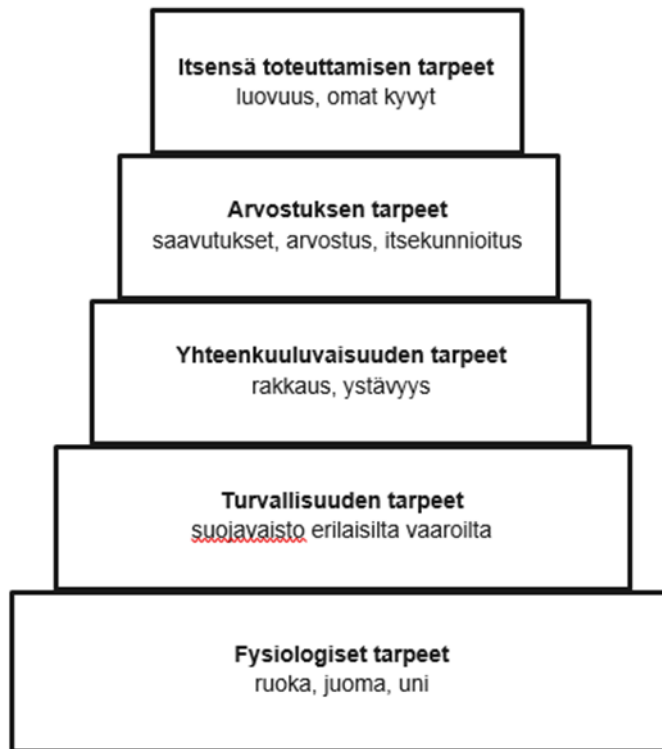 Itsensä toteuttamisen tarpeet
luovuus, omat kyvyt
Arvostuksen tarpeet
saavutukset, arvostus, itsekunnioitus
Yhteenkuuluvaisuuden tarpeet
rakkaus, ystävyys
Turvallisuuden tarpeet
suojavaisto erilaisilta vaaroilta
Fysiologiset tarpeet
ruoka, juoma, uni